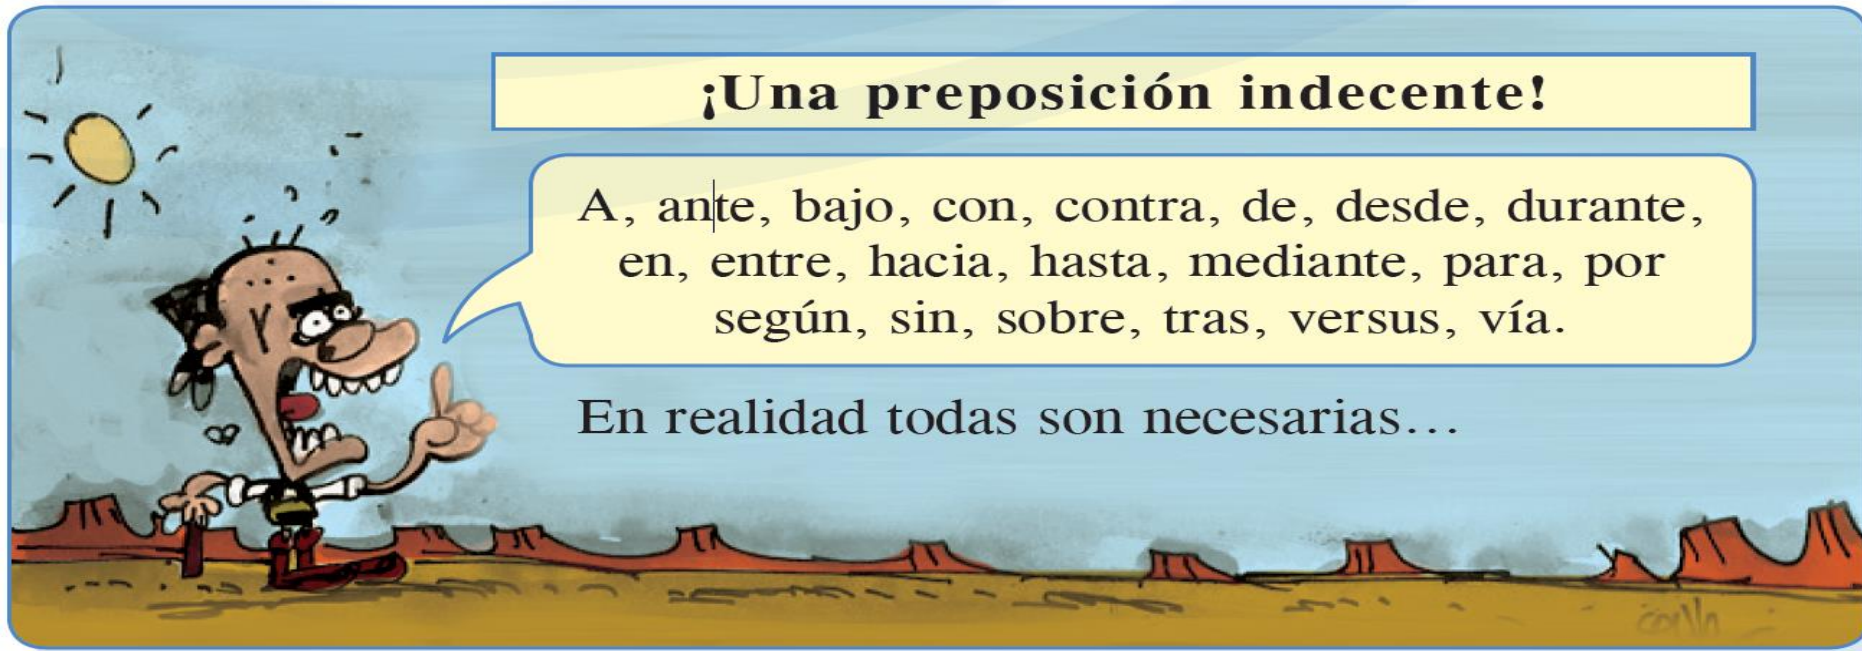 ¡Una preposición indecente!
A, ante, bajo, con, contra, de, desde, durante,
en, entre, hacia, hasta, mediante, para, por
según, sin, sobre, tras, versus, vía.
En realidad todas son necesarias...